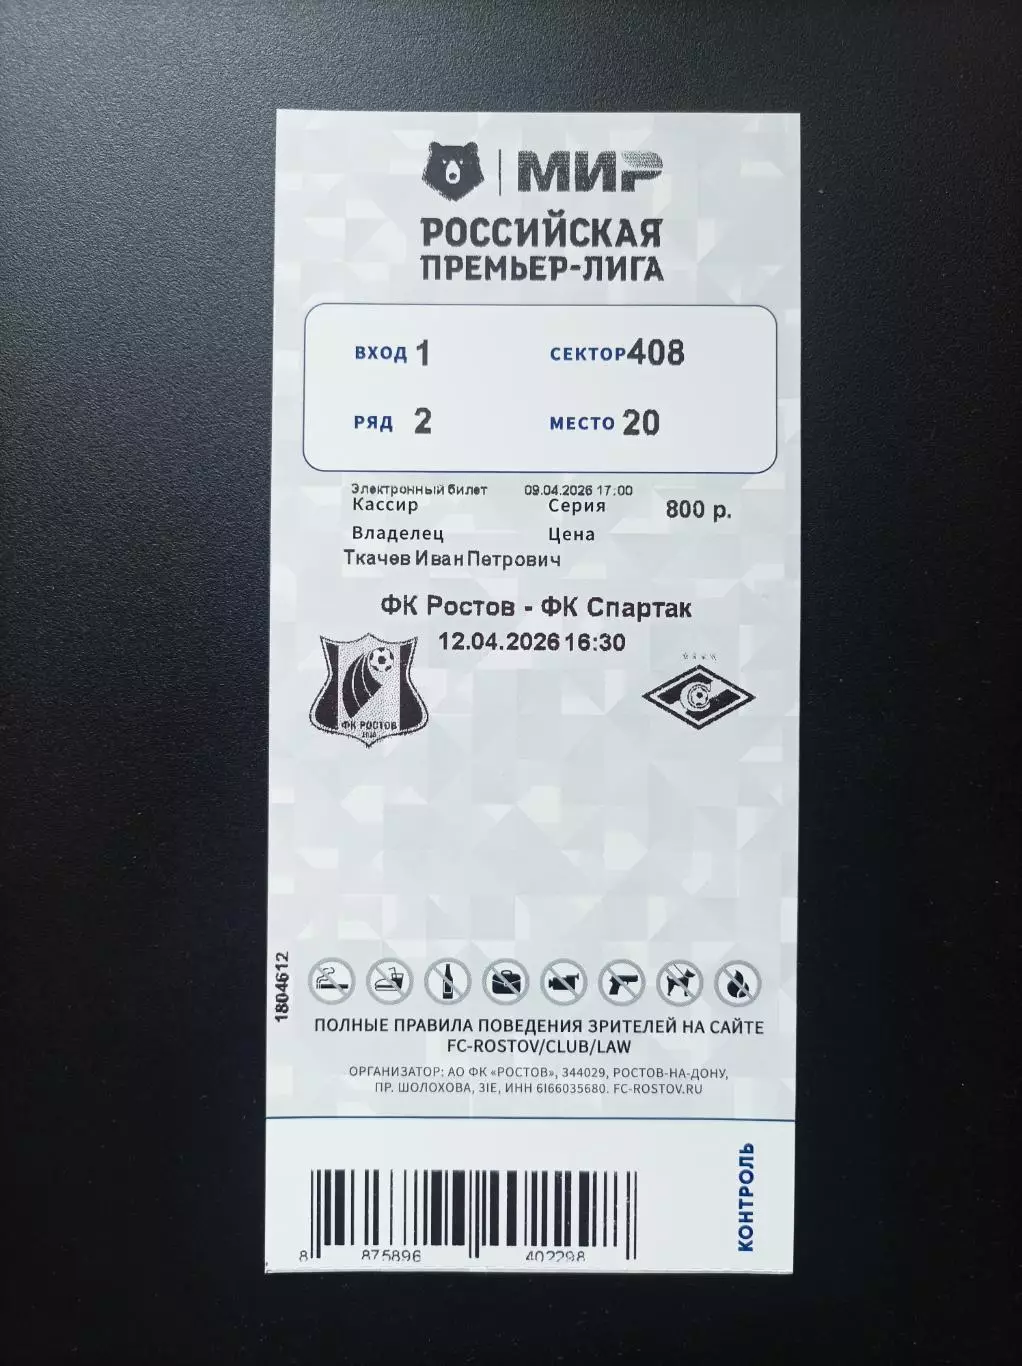 МИР
РОССИЙСКАЯ
ПРЕМЬЕР-ЛИГА
ВХОД 1 СЕКТОР 408
РЯД 2 МЕСТО 20
Электронный билет 09.04.2026 17:00
Кассир Серия 800 р.
Владелец Цена
Ткачев Иван Петрович
ФК Ростов - ФК Спартак
12.04.2026 16:30
ФК РОСТОВ
1930
1804612
ПОЛНЫЕ ПРАВИЛА ПОВЕДЕНИЯ ЗРИТЕЛЕЙ НА САЙТЕ
FC-ROSTOV/CLUB/LAW
ОРГАНИЗАТОР: АО ФК «РОСТОВ», 344029, РОСТОВ-НА-ДОНУ,
ПР. ШОЛОХОВА, 31Е, ИНН 6166035680. FC-ROSTOV.RU
КОНТРОЛЬ
8 875896 402298